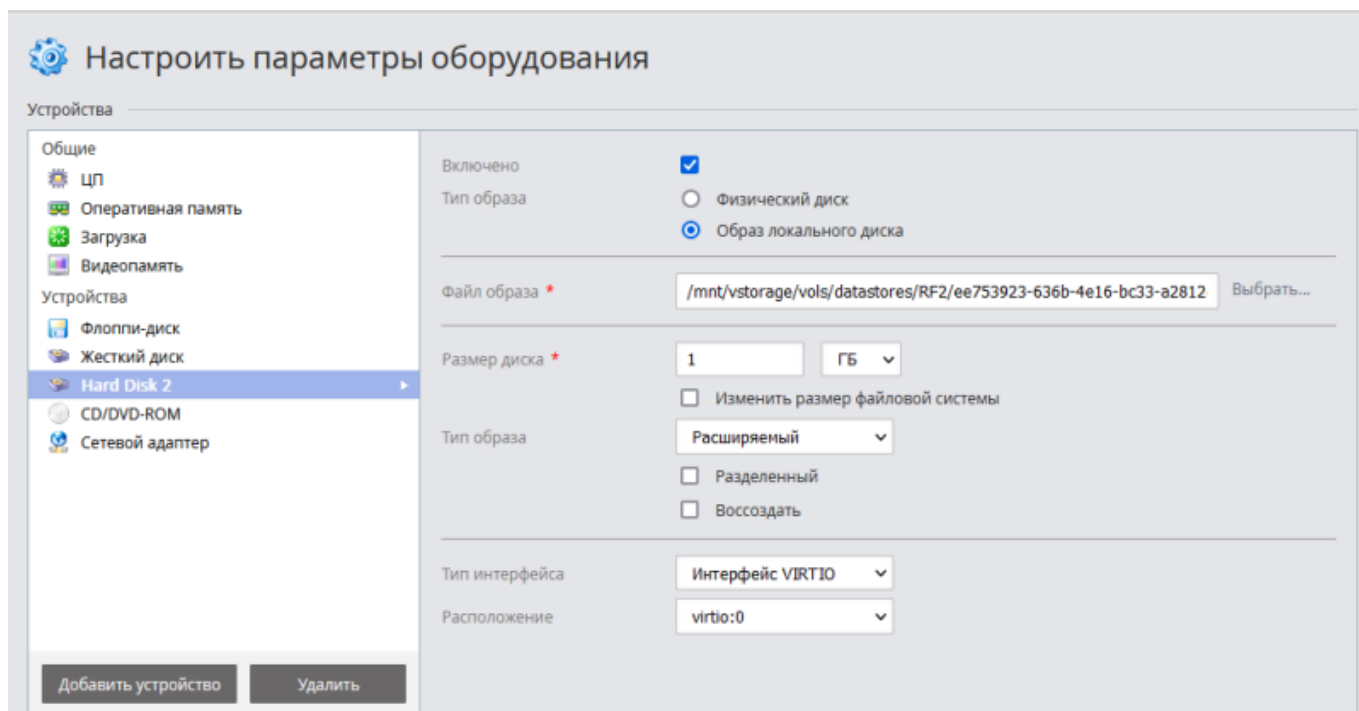 Настроить параметры оборудования
Устройства
Общие
ЦП
Оперативная память
Загрузка
Видеопамять
Устройства
Флоппи-диск
Жесткий диск
Hard Disk 2
CD/DVD-ROM
Сетевой адаптер
Добавить устройство Удалить
Включено
Тип образа Физический диск
Образ локального диска
Файл образа * /mnt/vstorage/vols/datastores/RF2/ee753923-636b-4e16-bc33-a2812 Выбрать...
Размер диска * 1 ГБ
Изменить размер файловой системы
Тип образа Расширяемый
Разделенный
Воссоздать
Тип интерфейса Интерфейс VIRTIO
Расположение virtio:0